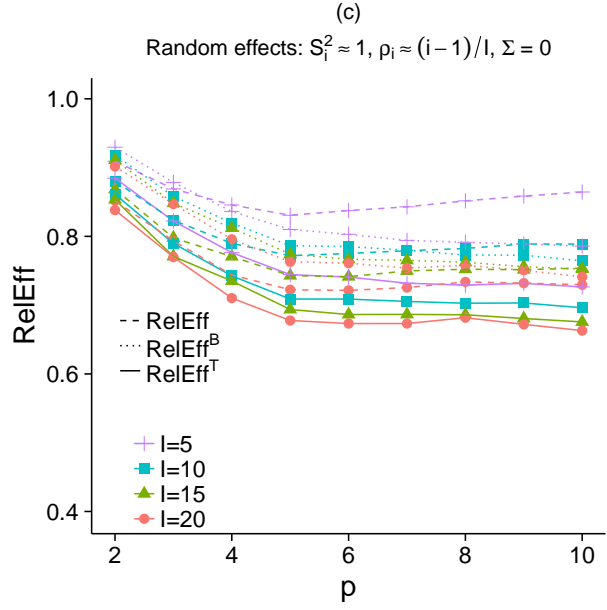 (c)
Random effects: S_i^2 ≈ 1, ρ_i ≈ (i − 1) / I, Σ = 0
1.0
0.8
0.6
0.4
RelEff
RelEff
RelEff^B
RelEff^T
I=5
I=10
I=15
I=20
2 4 6 8 10
p